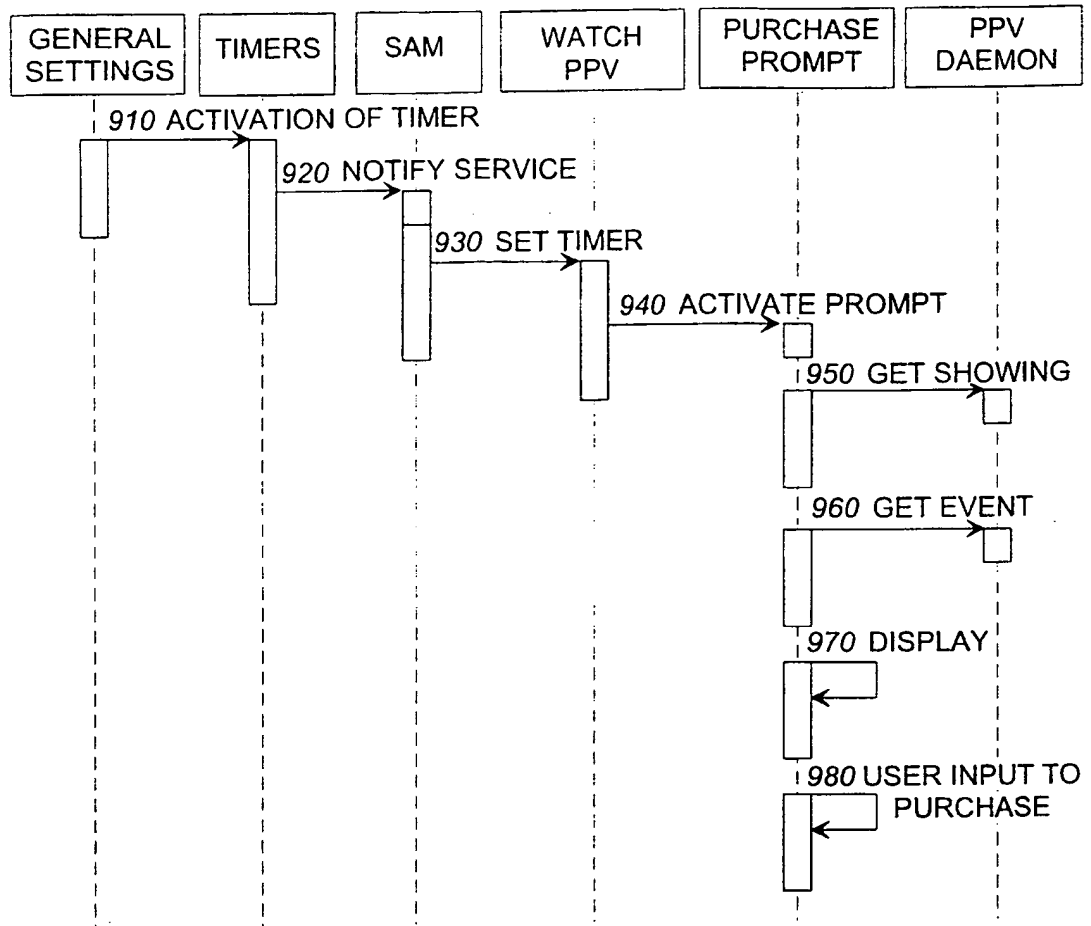 GENERAL
SETTINGS
TIMERS
SAM
WATCH
PPV
PURCHASE
PROMPT
PPV
DAEMON
910 ACTIVATION OF TIMER
920 NOTIFY SERVICE
930 SET TIMER
940 ACTIVATE PROMPT
950 GET SHOWING
960 GET EVENT
970 DISPLAY
980 USER INPUT TO
PURCHASE